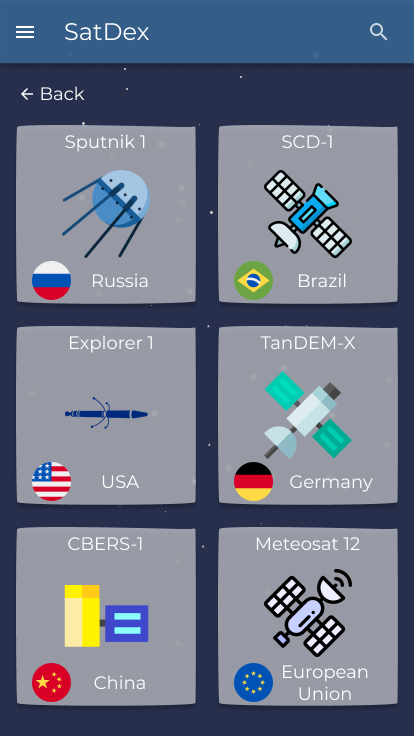 SatDex
Back
Sputnik 1
SCD-1
Russia
Brazil
Explorer 1
TanDEM-X
USA
Germany
CBERS-1
Meteosat 12
China
European
Union